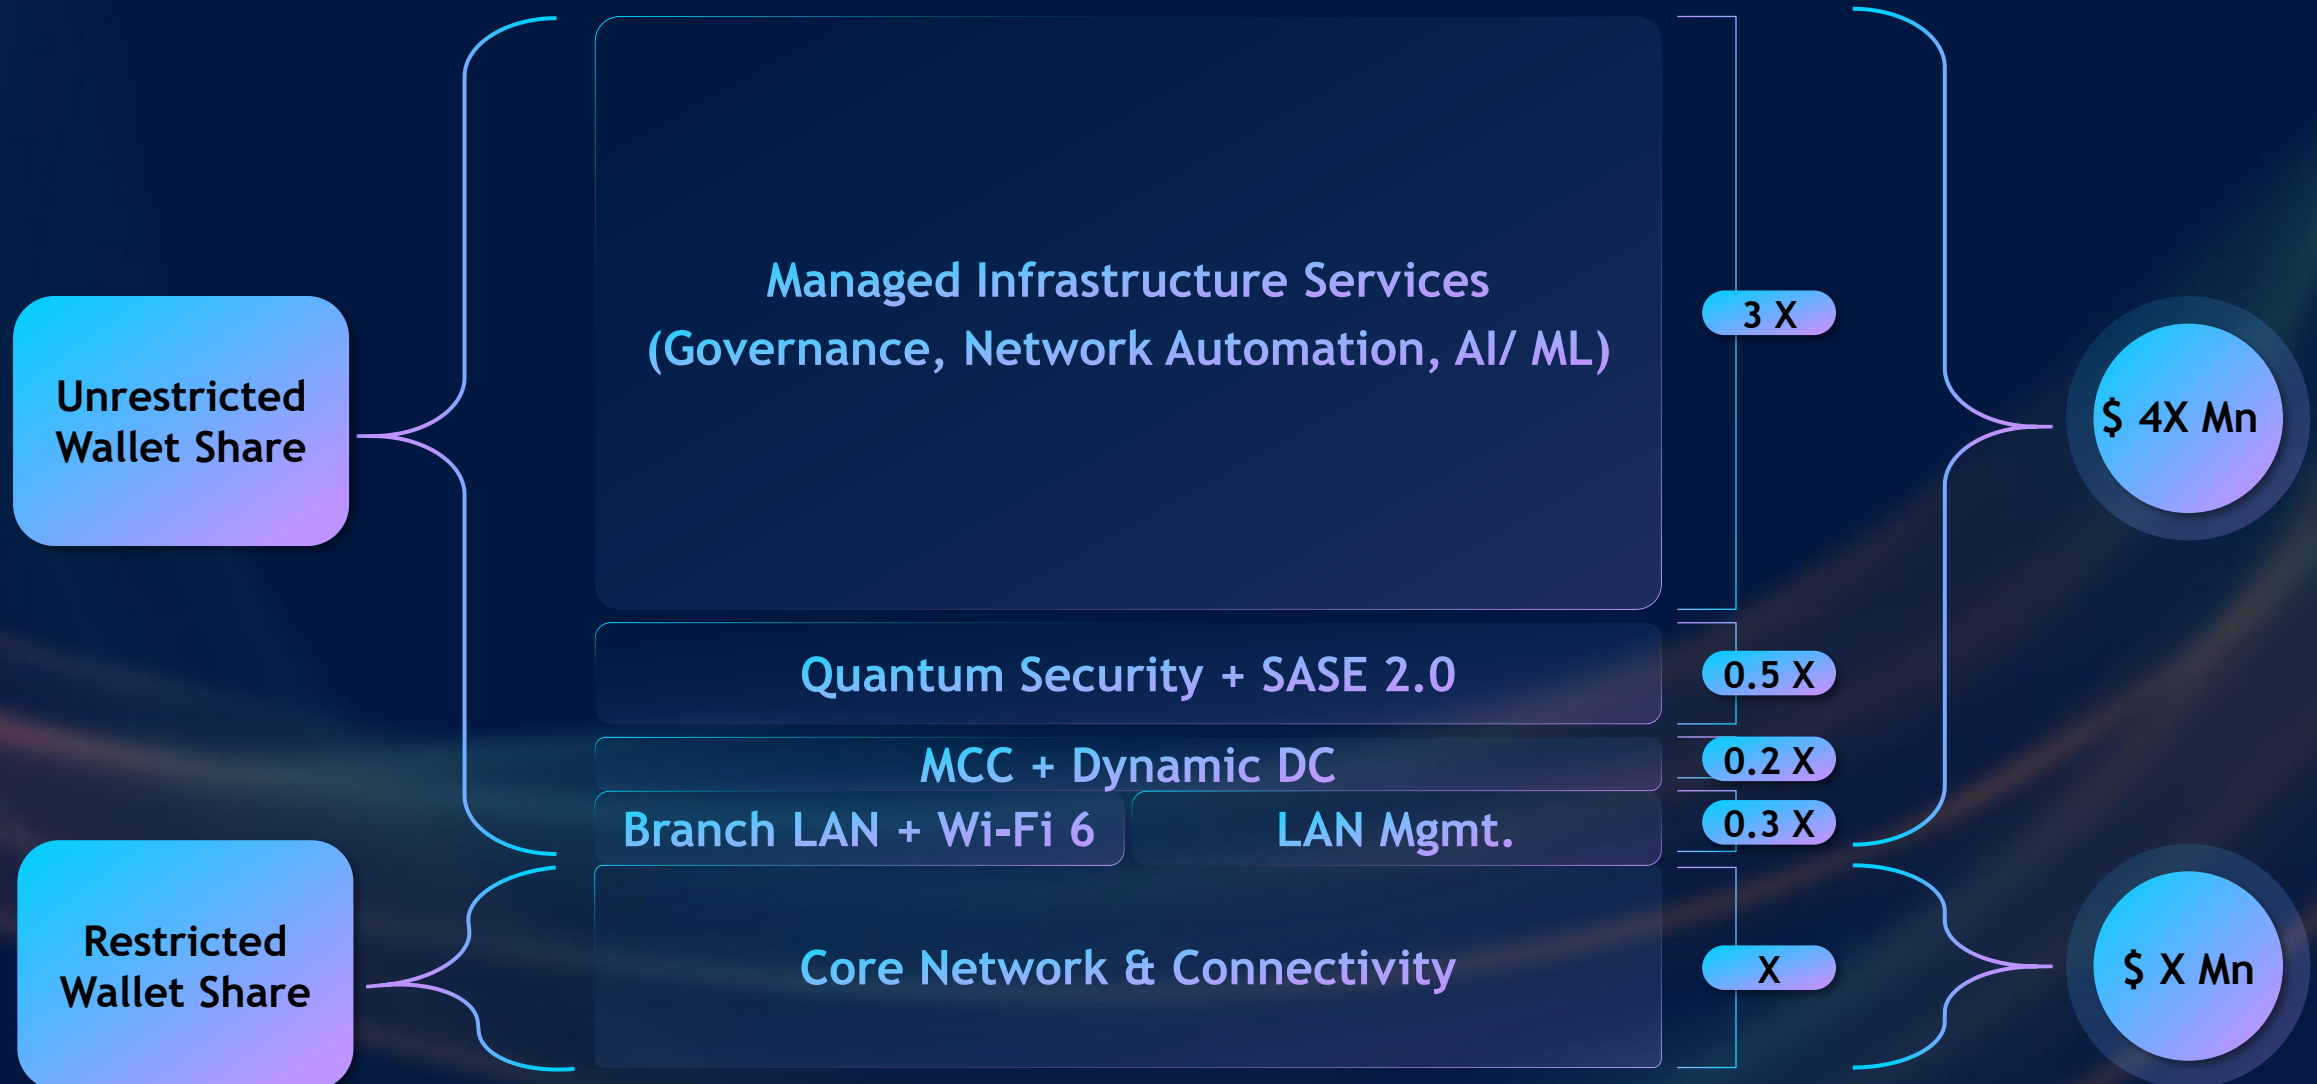 Managed Infrastructure Services
(Governance, Network Automation, AI/ ML)
3 X
Unrestricted
Wallet Share
$ 4X Mn
Quantum Security + SASE 2.0
0.5 X
MCC + Dynamic DC
0.2 X
Branch LAN + Wi-Fi 6
LAN Mgmt.
0.3 X
Restricted
Wallet Share
Core Network & Connectivity
X
$ X Mn